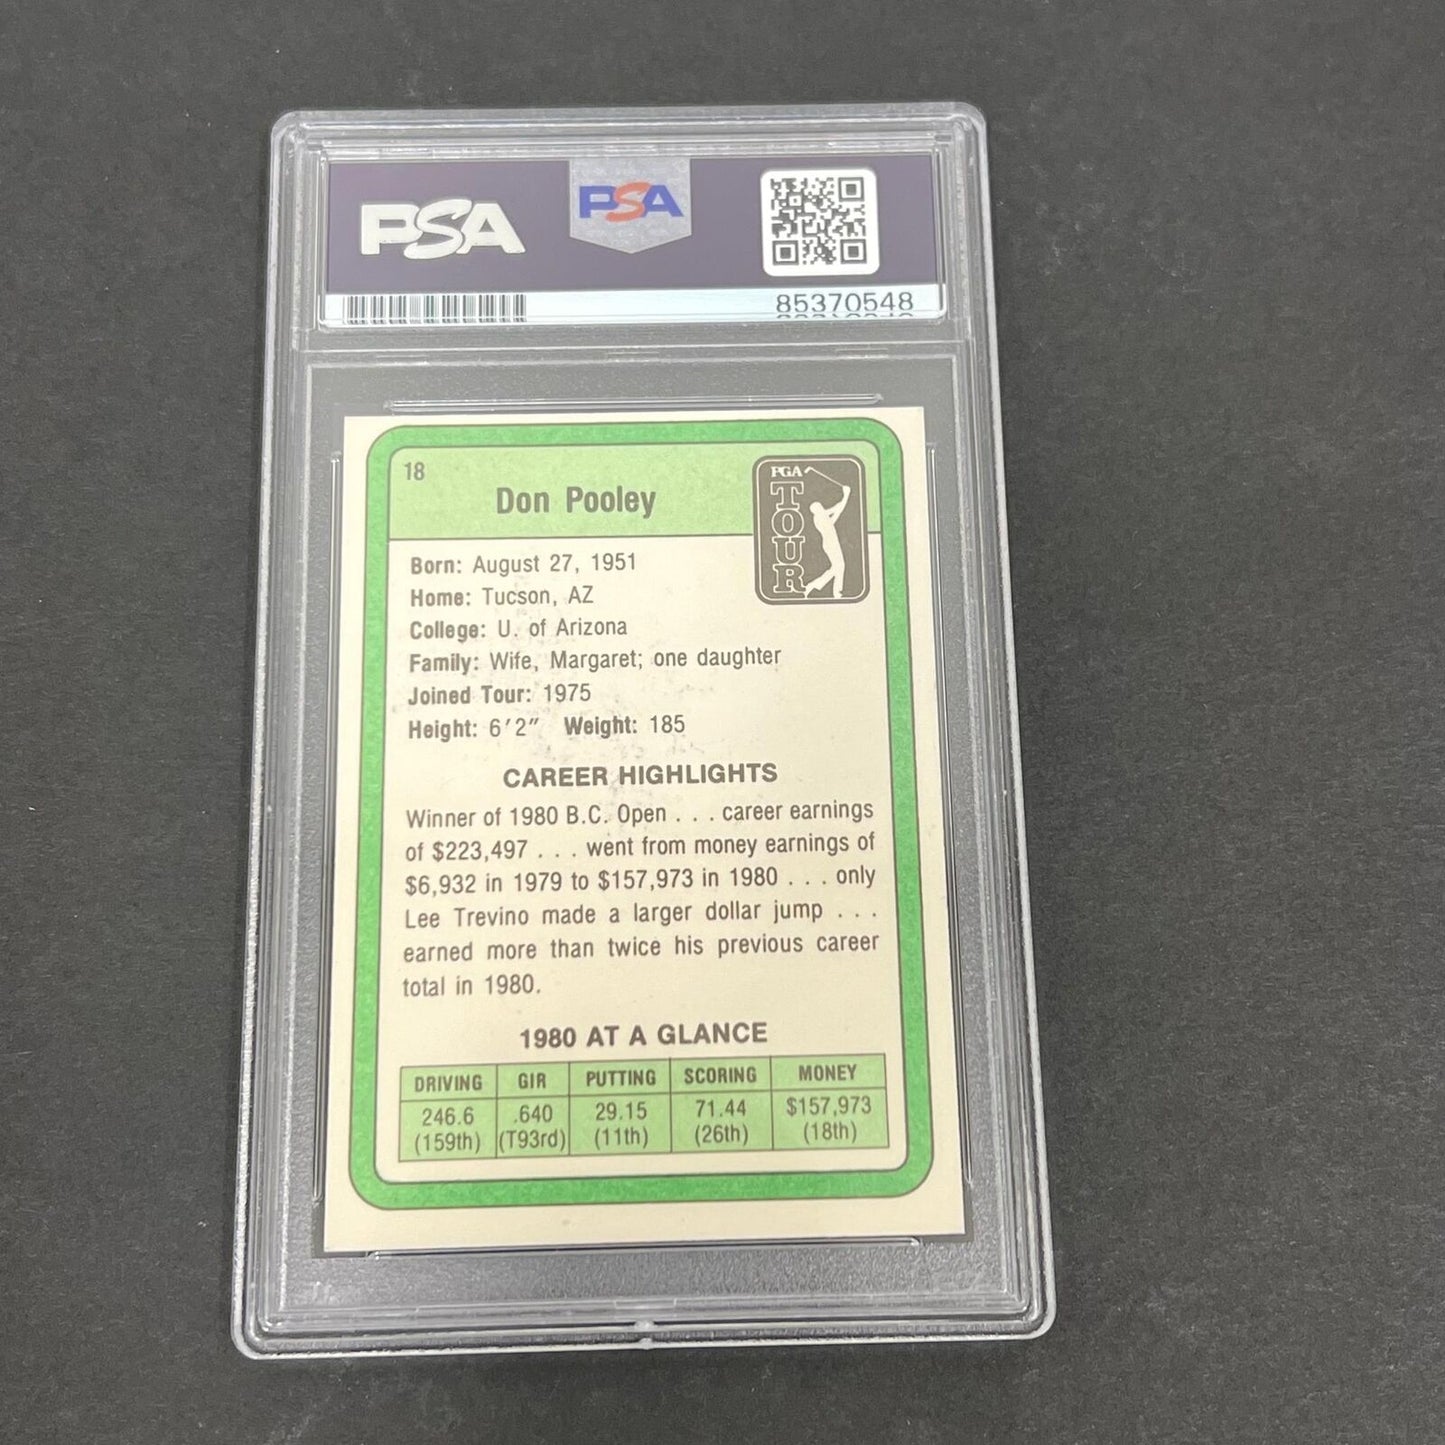 PSA
PSA
85370548
18
Don Pooley
PGA
TOUR
Born: August 27, 1951
Home: Tucson, AZ
College: U. of Arizona
Family: Wife, Margaret; one daughter
Joined Tour: 1975
Height: 6'2" Weight: 185
CAREER HIGHLIGHTS
Winner of 1980 B.C. Open . . . career earnings
of $223,497 . . . went from money earnings of
$6,932 in 1979 to $157,973 in 1980 . . . only
Lee Trevino made a larger dollar jump . . .
earned more than twice his previous career
total in 1980.
1980 AT A GLANCE
DRIVING GIR PUTTING SCORING MONEY
246.6 .640 29.15 71.44 $157,973
(159th) (T93rd) (11th) (26th) (18th)